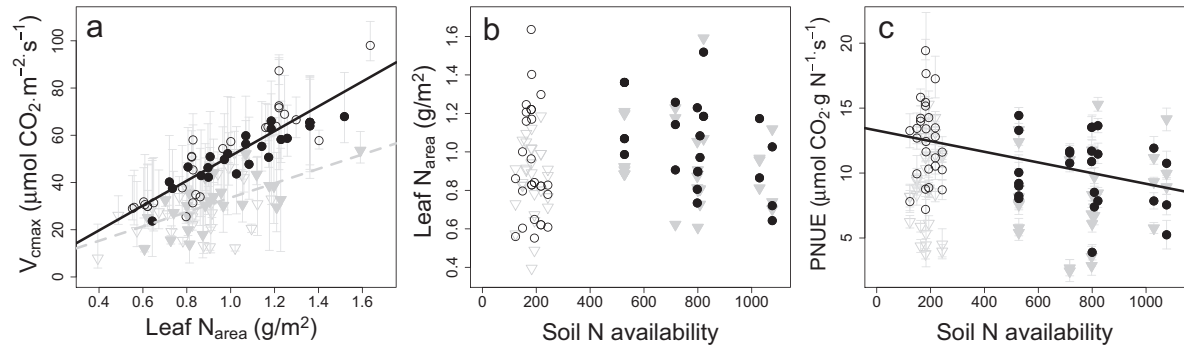 a
V_cmax (μmol CO₂·m⁻²·s⁻¹)
100
80
60
40
20
0
0.4 0.6 0.8 1.0 1.2 1.4 1.6
Leaf N_area (g/m²)
b
Leaf N_area (g/m²)
1.6
1.4
1.2
1.0
0.8
0.6
0.4
0 200 400 600 800 1000
Soil N availability
c
PNUE (μmol CO₂·g N⁻¹·s⁻¹)
20
15
10
5
0 200 400 600 800 1000
Soil N availability